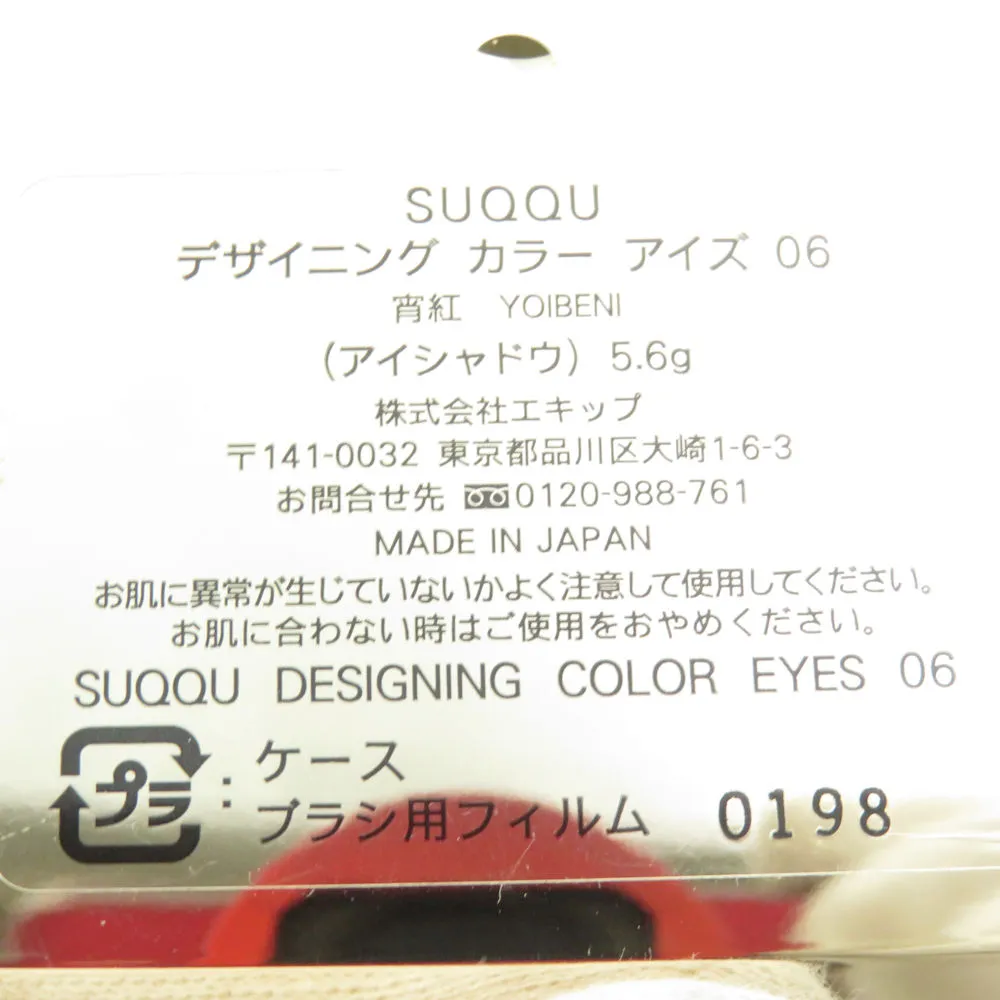 SUQQU
デザイニング カラー アイズ 06
宵紅 YOIBENI
(アイシャドウ) 5.6g
株式会社エキップ
〒141-0032 東京都品川区大崎1-6-3
お問合せ先 0120-988-761
MADE IN JAPAN
お肌に異常が生じていないかよく注意して使用してください。
お肌に合わない時はご使用をおやめください。
SUQQU DESIGNING COLOR EYES 06
プラ : ケース
ブラシ用フィルム 0198